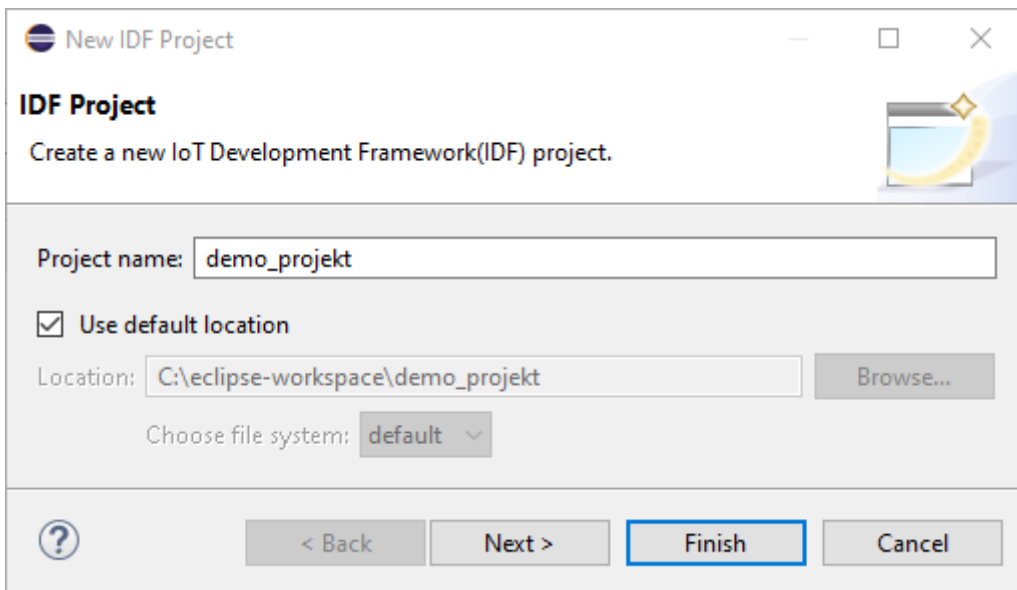 New IDF Project
IDF Project
Create a new IoT Development Framework(IDF) project.
Project name: demo_projekt
Use default location
Location: C:\eclipse-workspace\demo_projekt Browse...
Choose file system: default
? < Back Next > Finish Cancel